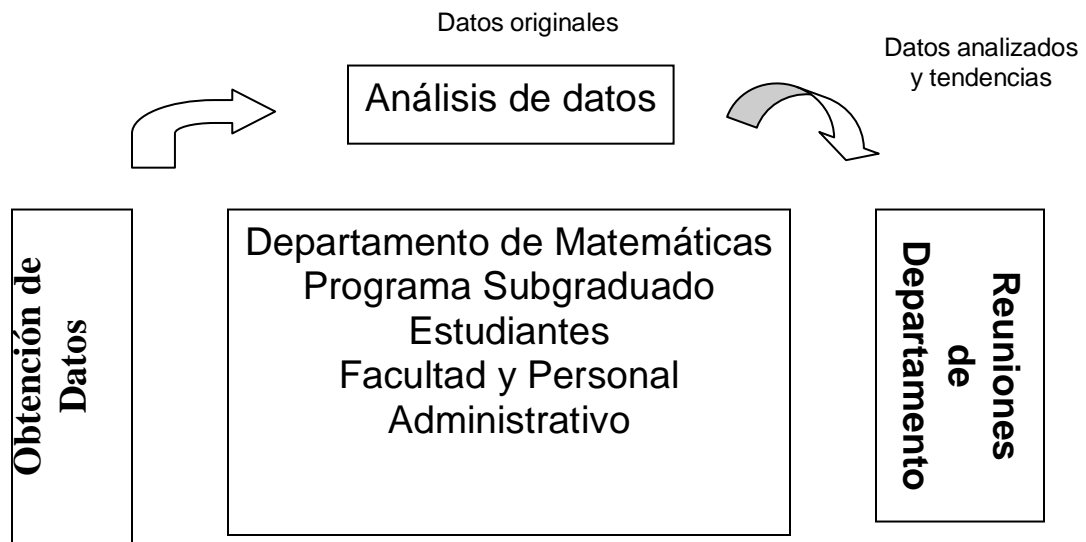 Datos originales
Datos analizados
y tendencias
Análisis de datos
Obtención de
Datos
Departamento de Matemáticas
Programa Subgraduado
Estudiantes
Facultad y Personal
Administrativo
Reuniones
de
Departamento